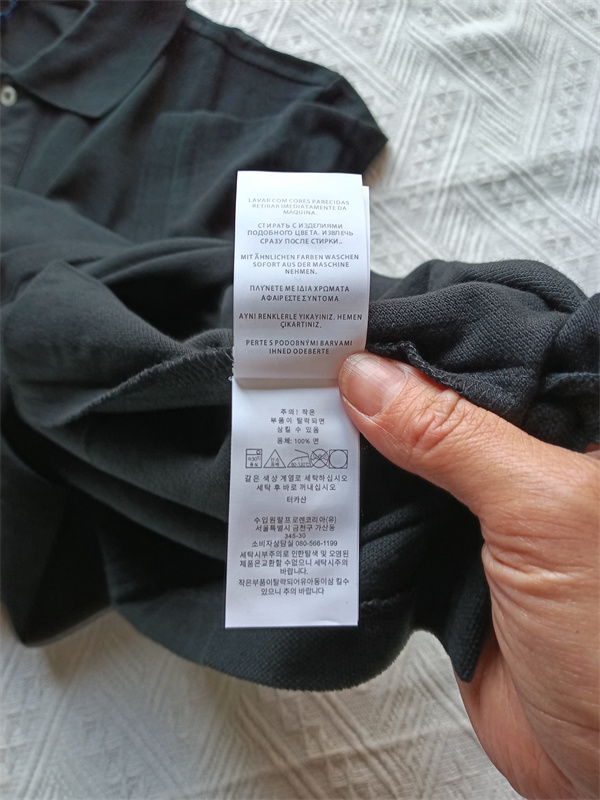 LAVAR COM CORES PARECIDAS
RETIRAR IMEDIATAMENTE DA
MAQUINA.
СТИРАТЬ С ИЗДЕЛИЯМИ
ПОДОБНОГО ЦВЕТА. ИЗВЛЕЧЬ
СРАЗУ ПОСЛЕ СТИРКИ..
MIT ÄHNLICHEN FARBEN WASCHEN
SOFORT AUS DER MASCHINE
NEHMEN.
ΠΛΥΝΕΤΕ ΜΕ ΙΔΙΑ ΧΡΩΜΑΤΑ
ΑΦΑΙΡΕΣΤΕ ΣΥΝΤΟΜΑ
AYNI RENKLERLE YIKAYINIZ. HEMEN
ÇIKARTINIZ.
PERTE S PODOBNÝMI BARVAMI
IHNED ODEBERTE
주의! 작은
부품이 탈락되면
삼킬 수 있음
몸체: 100% 면
같은 색상 계열로 세탁하십시오
세탁 후 바로 꺼내십시오
터키산
수입원랄프로렌코리아(유)
서울특별시 금천구 가산동
345-30
소비자상담실 080-566-1199
세탁시부주의로 인한탈색 및 오염된
제품은교환할 수없으니 세탁시주의
바랍니다.
작은부품이탈락되어유아동이삼 킬수
있으니 주의 바랍니다